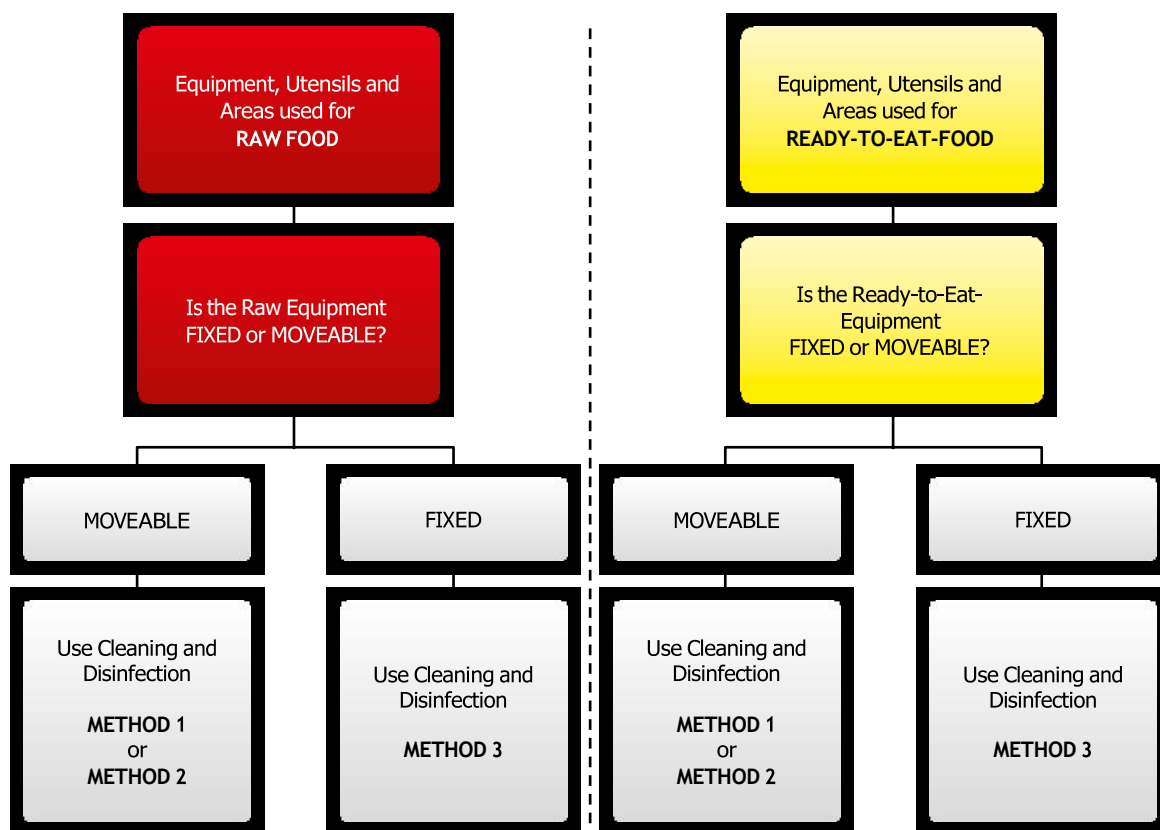 Equipment, Utensils and
Areas used for
RAW FOOD
Is the Raw Equipment
FIXED or MOVEABLE?
MOVEABLE
FIXED
Use Cleaning and
Disinfection
METHOD 1
or
METHOD 2
Use Cleaning and
Disinfection
METHOD 3
Equipment, Utensils and
Areas used for
READY-TO-EAT-FOOD
Is the Ready-to-Eat-
Equipment
FIXED or MOVEABLE?
MOVEABLE
FIXED
Use Cleaning and
Disinfection
METHOD 1
or
METHOD 2
Use Cleaning and
Disinfection
METHOD 3